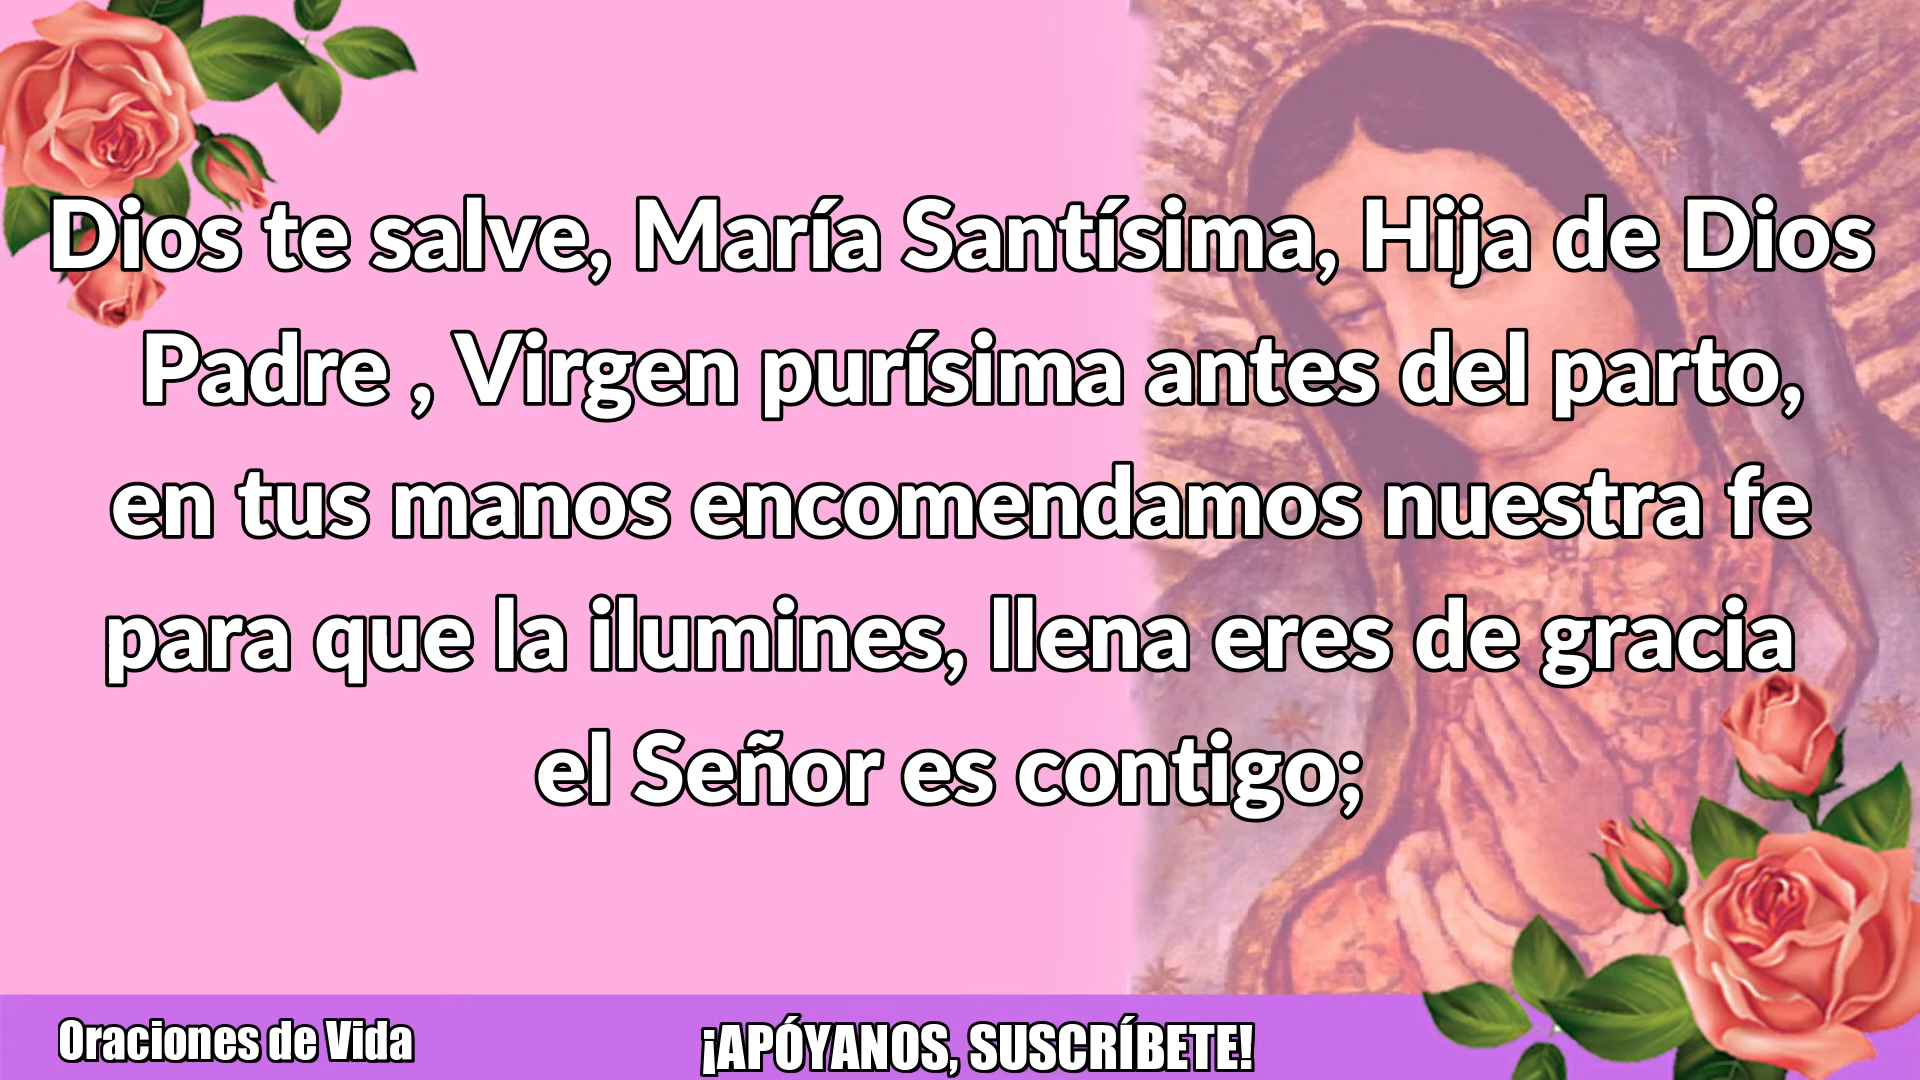 Dios te salve, María Santísima, Hija de Dios
Padre , Virgen purísima antes del parto,
en tus manos encomendamos nuestra fe
para que la ilumines, llena eres de gracia
el Señor es contigo;
Oraciones de Vida
¡APÓYANOS, SUSCRÍBETE!